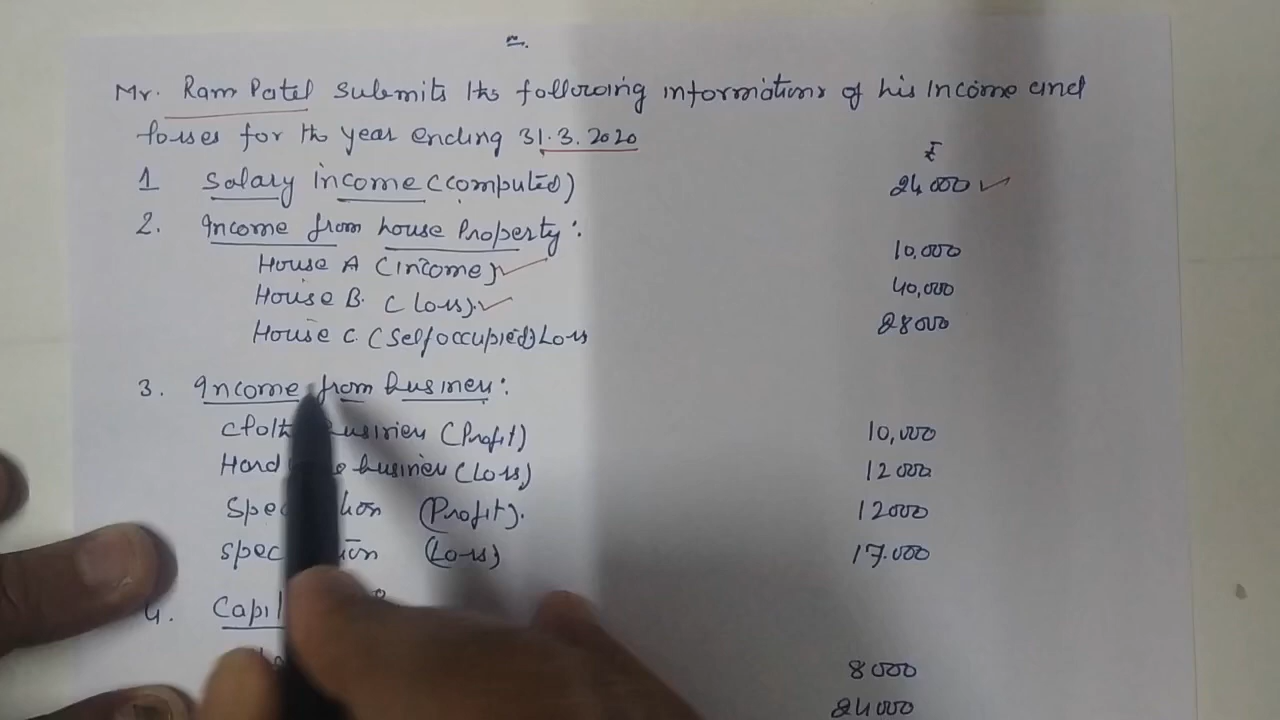 Mr. Ram Patel submits the following informations of his Income and
losses for the year ending 31.3.2020
₹
1 Salary income (computed) 24000
2. Income from house Property:
House A (income) 10,000
House B. (Loss). 40,000
House C. (Self occupied) Loss 28000
3. Income from business:
Cloth business (Profit) 10,000
Hard business (Loss) 12000
(Profit). 12000
(Loss) 17.000
4.
8000
24000